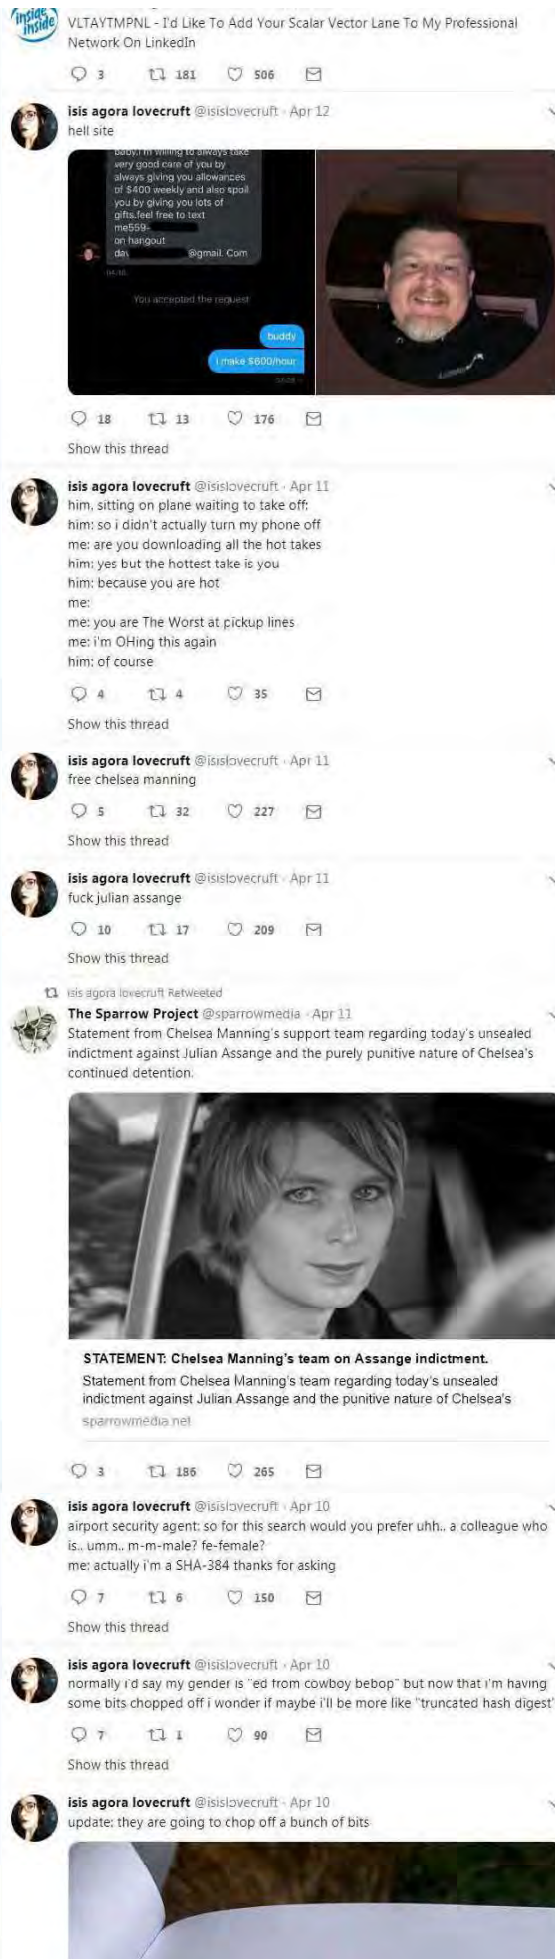 inside
inside
VLTAYTMPNL - I'd Like To Add Your Scalar Vector Lane To My Professional
Network On LinkedIn
3 181 506
isis agora lovecruft @isislovecruft · Apr 12
hell site
baby.I'm willing to always take
very good care of you by
always giving you allowances
of $400 weekly and also spoil
you by giving you lots of
gifts.feel free to text
me559-
on hangout
da @gmail. Com
You accepted the request
buddy
i make $600/hour
18 13 176
Show this thread
isis agora lovecruft @isislovecruft · Apr 11
him, sitting on plane waiting to take off:
him: so i didn't actually turn my phone off
me: are you downloading all the hot takes
him: yes but the hottest take is you
him: because you are hot
me:
me: you are The Worst at pickup lines
me: i'm OHing this again
him: of course
4 4 35
Show this thread
isis agora lovecruft @isislovecruft · Apr 11
free chelsea manning
5 32 227
Show this thread
isis agora lovecruft @isislovecruft · Apr 11
fuck julian assange
10 17 209
Show this thread
isis agora lovecruft Retweeted
The Sparrow Project @sparrowmedia · Apr 11
Statement from Chelsea Manning's support team regarding today's unsealed
indictment against Julian Assange and the purely punitive nature of Chelsea's
continued detention.
STATEMENT: Chelsea Manning's team on Assange indictment.
Statement from Chelsea Manning's team regarding today's unsealed
indictment against Julian Assange and the punitive nature of Chelsea's
sparrowmedia.net
3 186 265
isis agora lovecruft @isislovecruft · Apr 10
airport security agent: so for this search would you prefer uhh.. a colleague who
is.. umm.. m-m-male? fe-female?
me: actually i'm a SHA-384 thanks for asking
7 6 150
Show this thread
isis agora lovecruft @isislovecruft · Apr 10
normally i'd say my gender is "ed from cowboy bebop" but now that i'm having
some bits chopped off i wonder if maybe i'll be more like "truncated hash digest"
7 1 90
Show this thread
isis agora lovecruft @isislovecruft · Apr 10
update: they are going to chop off a bunch of bits